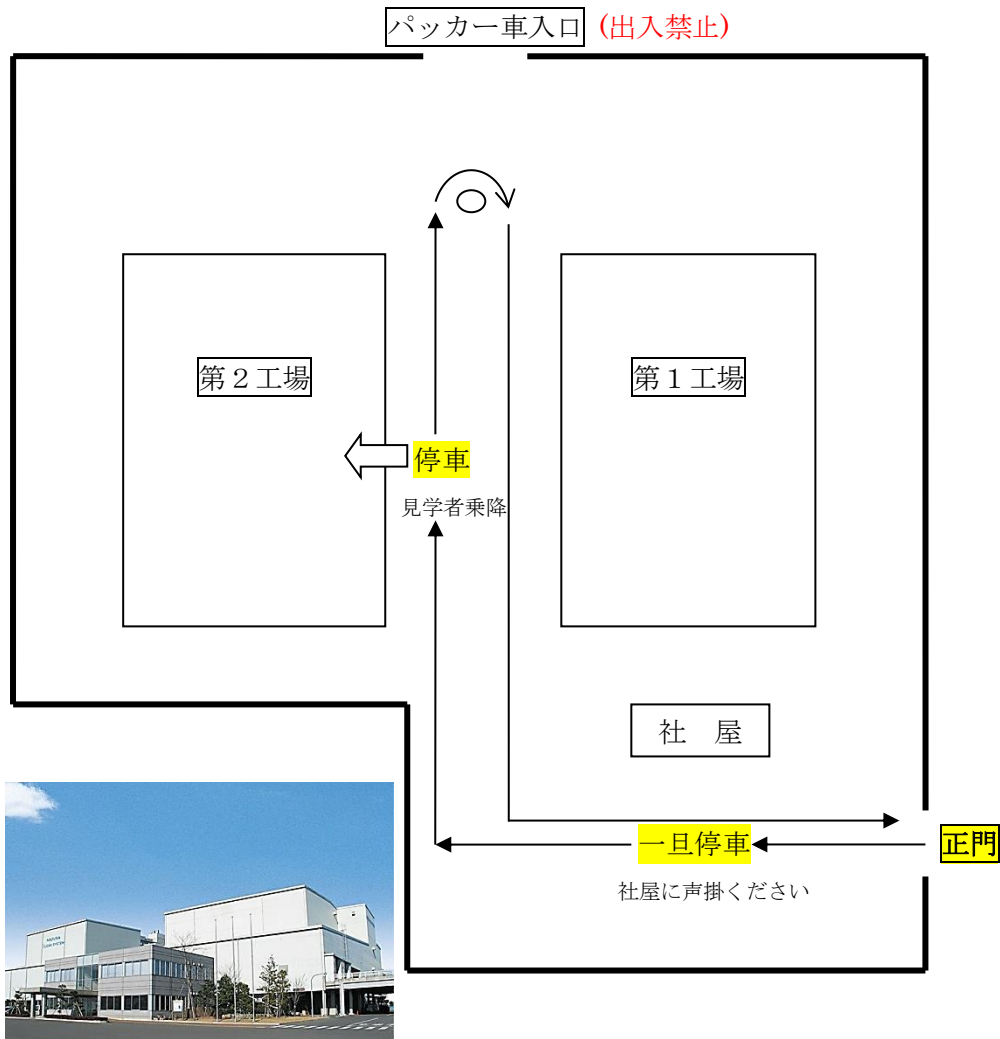 パッカー車入口 (出入禁止)
第２工場
第１工場
停車
見学者乗降
社　屋
一旦停車
正門
社屋に声掛ください